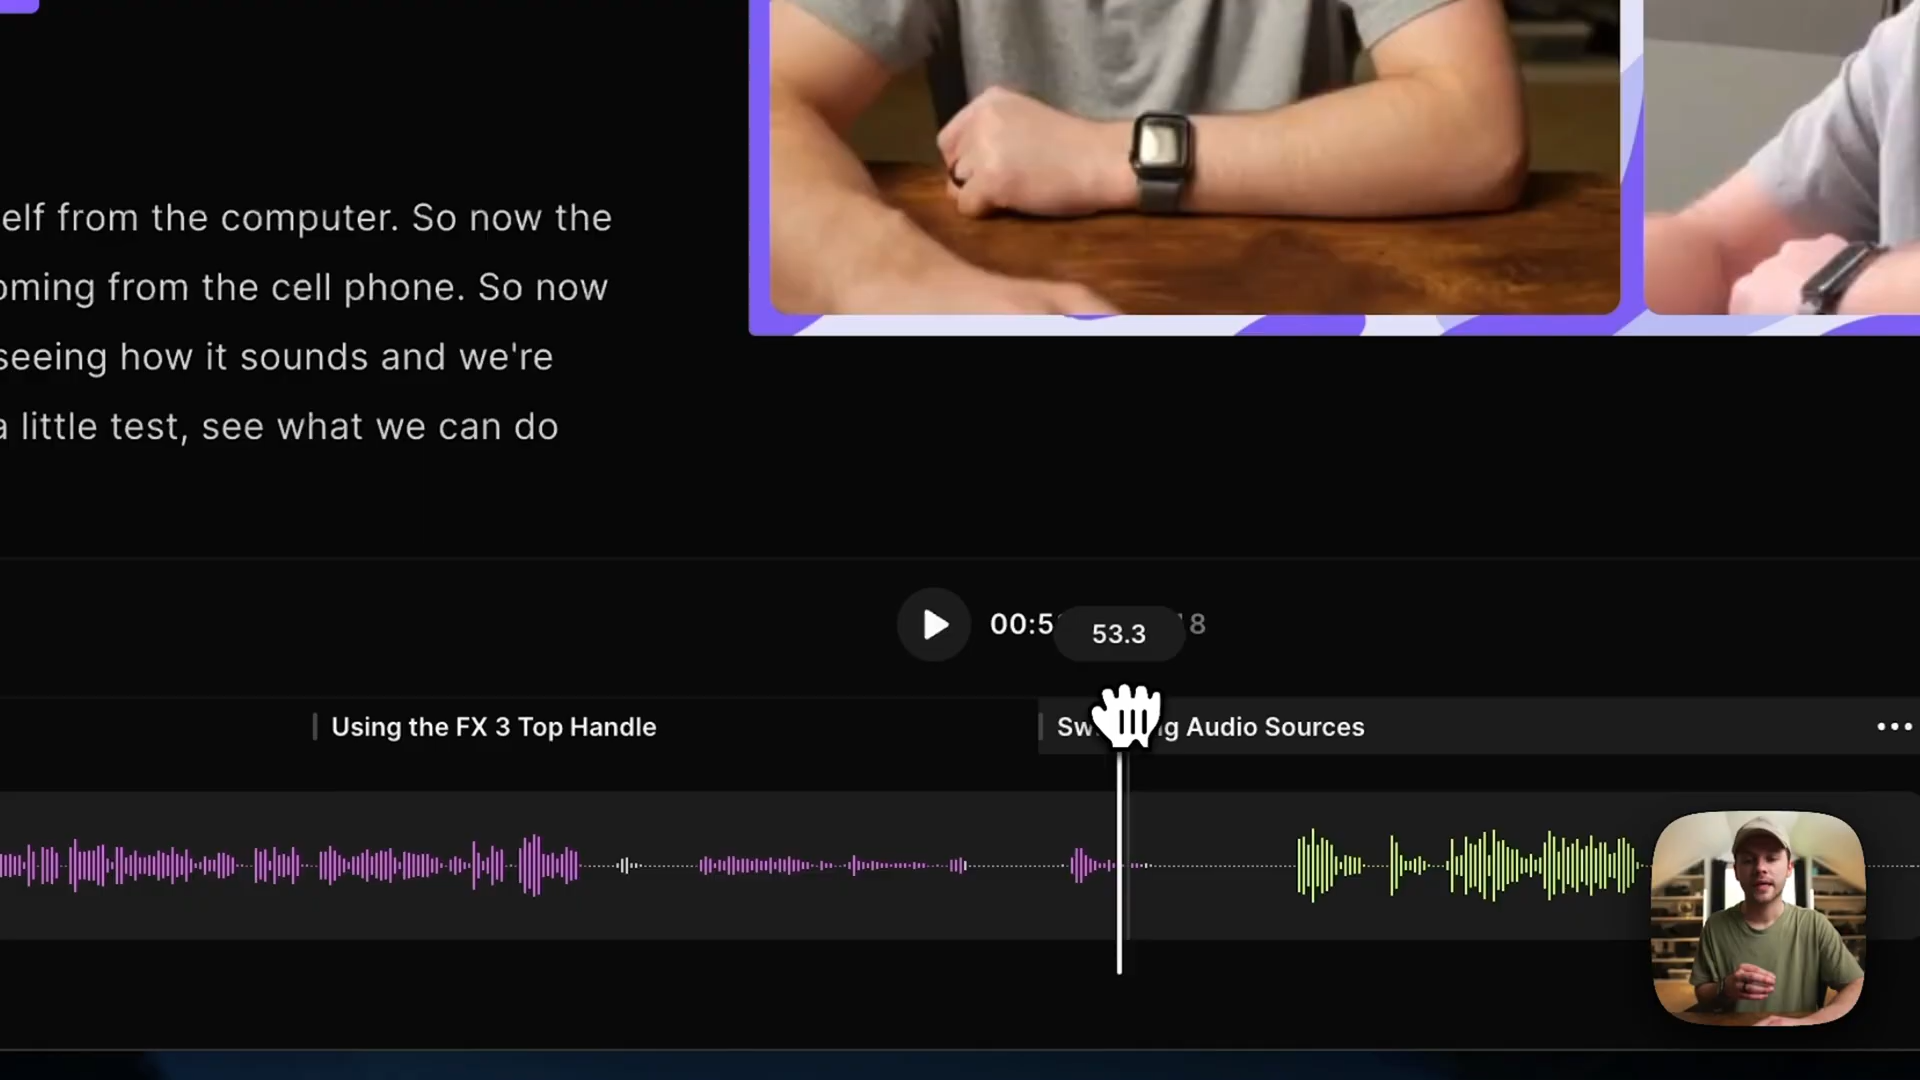 elf from the computer. So now the
oming from the cell phone. So now
seeing how it sounds and we're
a little test, see what we can do
00:5
8
53.3
Using the FX 3 Top Handle
Audio Sources